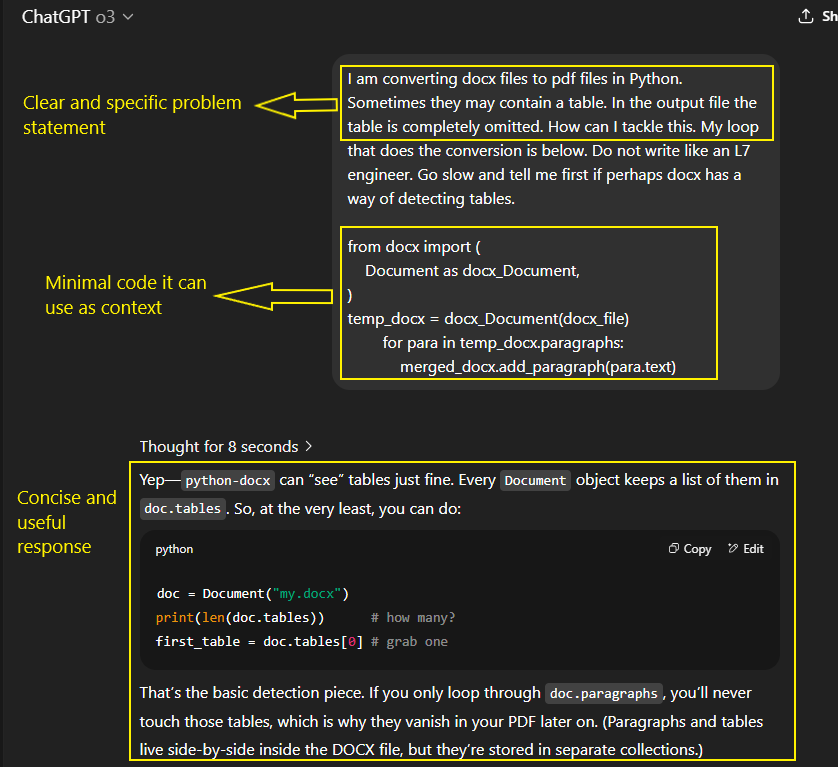 ChatGPT o3
Sh
Clear and specific problem
statement
I am converting docx files to pdf files in Python.
Sometimes they may contain a table. In the output file the
table is completely omitted. How can I tackle this. My loop
that does the conversion is below. Do not write like an L7
engineer. Go slow and tell me first if perhaps docx has a
way of detecting tables.
Minimal code it can
use as context
from docx import (
Document as docx_Document,
)
temp_docx = docx_Document(docx_file)
for para in temp_docx.paragraphs:
merged_docx.add_paragraph(para.text)
Thought for 8 seconds
Concise and
useful
response
Yep—python-docx can “see” tables just fine. Every Document object keeps a list of them in
doc.tables. So, at the very least, you can do:
python
Copy Edit
doc = Document("my.docx")
print(len(doc.tables)) # how many?
first_table = doc.tables[0] # grab one
That’s the basic detection piece. If you only loop through doc.paragraphs, you’ll never
touch those tables, which is why they vanish in your PDF later on. (Paragraphs and tables
live side-by-side inside the DOCX file, but they’re stored in separate collections.)